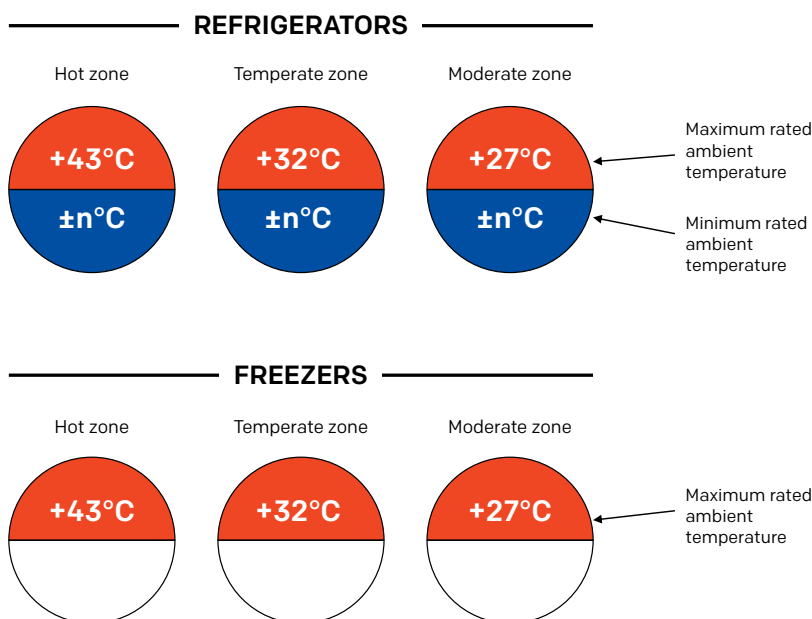 REFRIGERATORS
Hot zone
Temperate zone
Moderate zone
+43°C
+32°C
+27°C
±n°C
±n°C
±n°C
Maximum rated
ambient
temperature
Minimum rated
ambient
temperature
FREEZERS
Hot zone
Temperate zone
Moderate zone
+43°C
+32°C
+27°C
Maximum rated
ambient
temperature